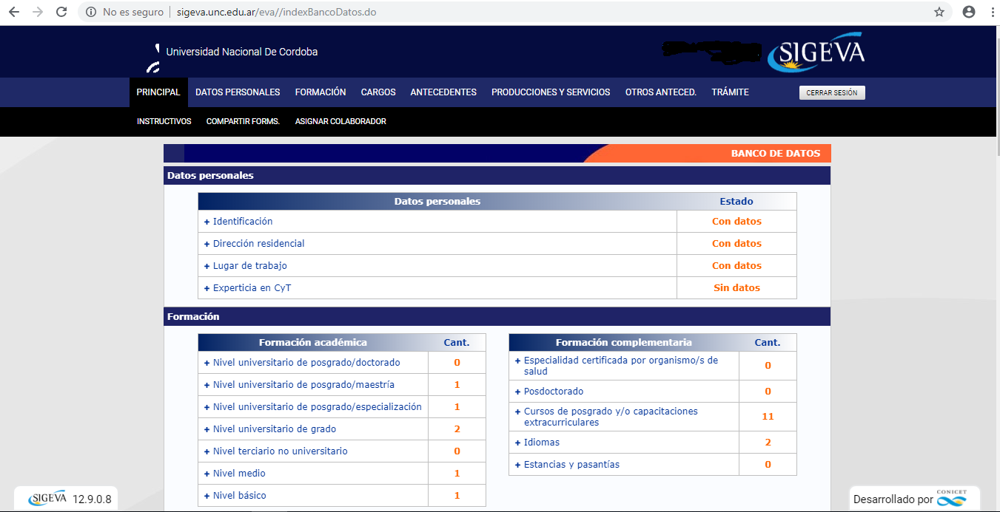 No es seguro | sigeva.unc.edu.ar/eva//indexBancoDatos.do
Universidad Nacional De Cordoba
SIGEVA
PRINCIPAL DATOS PERSONALES FORMACIÓN CARGOS ANTECEDENTES PRODUCCIONES Y SERVICIOS OTROS ANTECED. TRÁMITE CERRAR SESIÓN
INSTRUCTIVOS COMPARTIR FORMS. ASIGNAR COLABORADOR
BANCO DE DATOS
Datos personales
Datos personales Estado
+ Identificación Con datos
+ Dirección residencial Con datos
+ Lugar de trabajo Con datos
+ Experticia en CyT Sin datos
Formación
Formación académica Cant.
+ Nivel universitario de posgrado/doctorado 0
+ Nivel universitario de posgrado/maestría 1
+ Nivel universitario de posgrado/especialización 1
+ Nivel universitario de grado 2
+ Nivel terciario no universitario 0
+ Nivel medio 1
+ Nivel básico 1
Formación complementaria Cant.
+ Especialidad certificada por organismo/s de
salud 0
+ Posdoctorado 0
+ Cursos de posgrado y/o capacitaciones
extracurriculares 11
+ Idiomas 2
+ Estancias y pasantías 0
SIGEVA 12.9.0.8
Desarrollado por CONICET